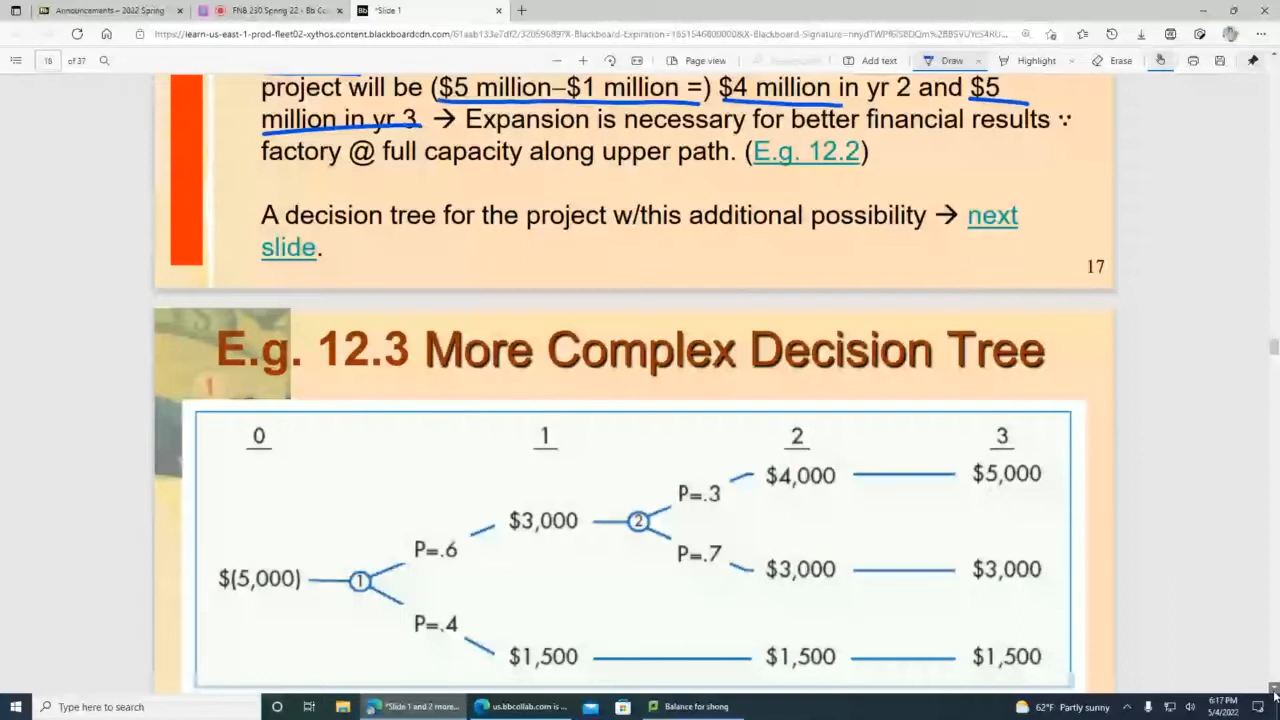 Announcements – 2022 Spring
FNB 230 Spring 22 - Bb Co
Bb
*Slide 1
18
of 37
Page view
Add text
Draw
Highlight
Erase
project will be ($5 million–$1 million =) $4 million in yr 2 and $5
million in yr 3. → Expansion is necessary for better financial results ∵
factory @ full capacity along upper path. (E.g. 12.2)
A decision tree for the project w/this additional possibility → next
slide.
17
E.g. 12.3 More Complex Decision Tree
0 1 2 3
$4,000 $5,000
P=.3
$3,000 2
P=.6
P=.7
$3,000 $3,000
$(5,000) 1
P=.4
$1,500 $1,500 $1,500
Type here to search
*Slide 1 and 2 more...
us.bbcollab.com is ...
Balance for shong
62°F Partly sunny
6:17 PM
5/4/2022